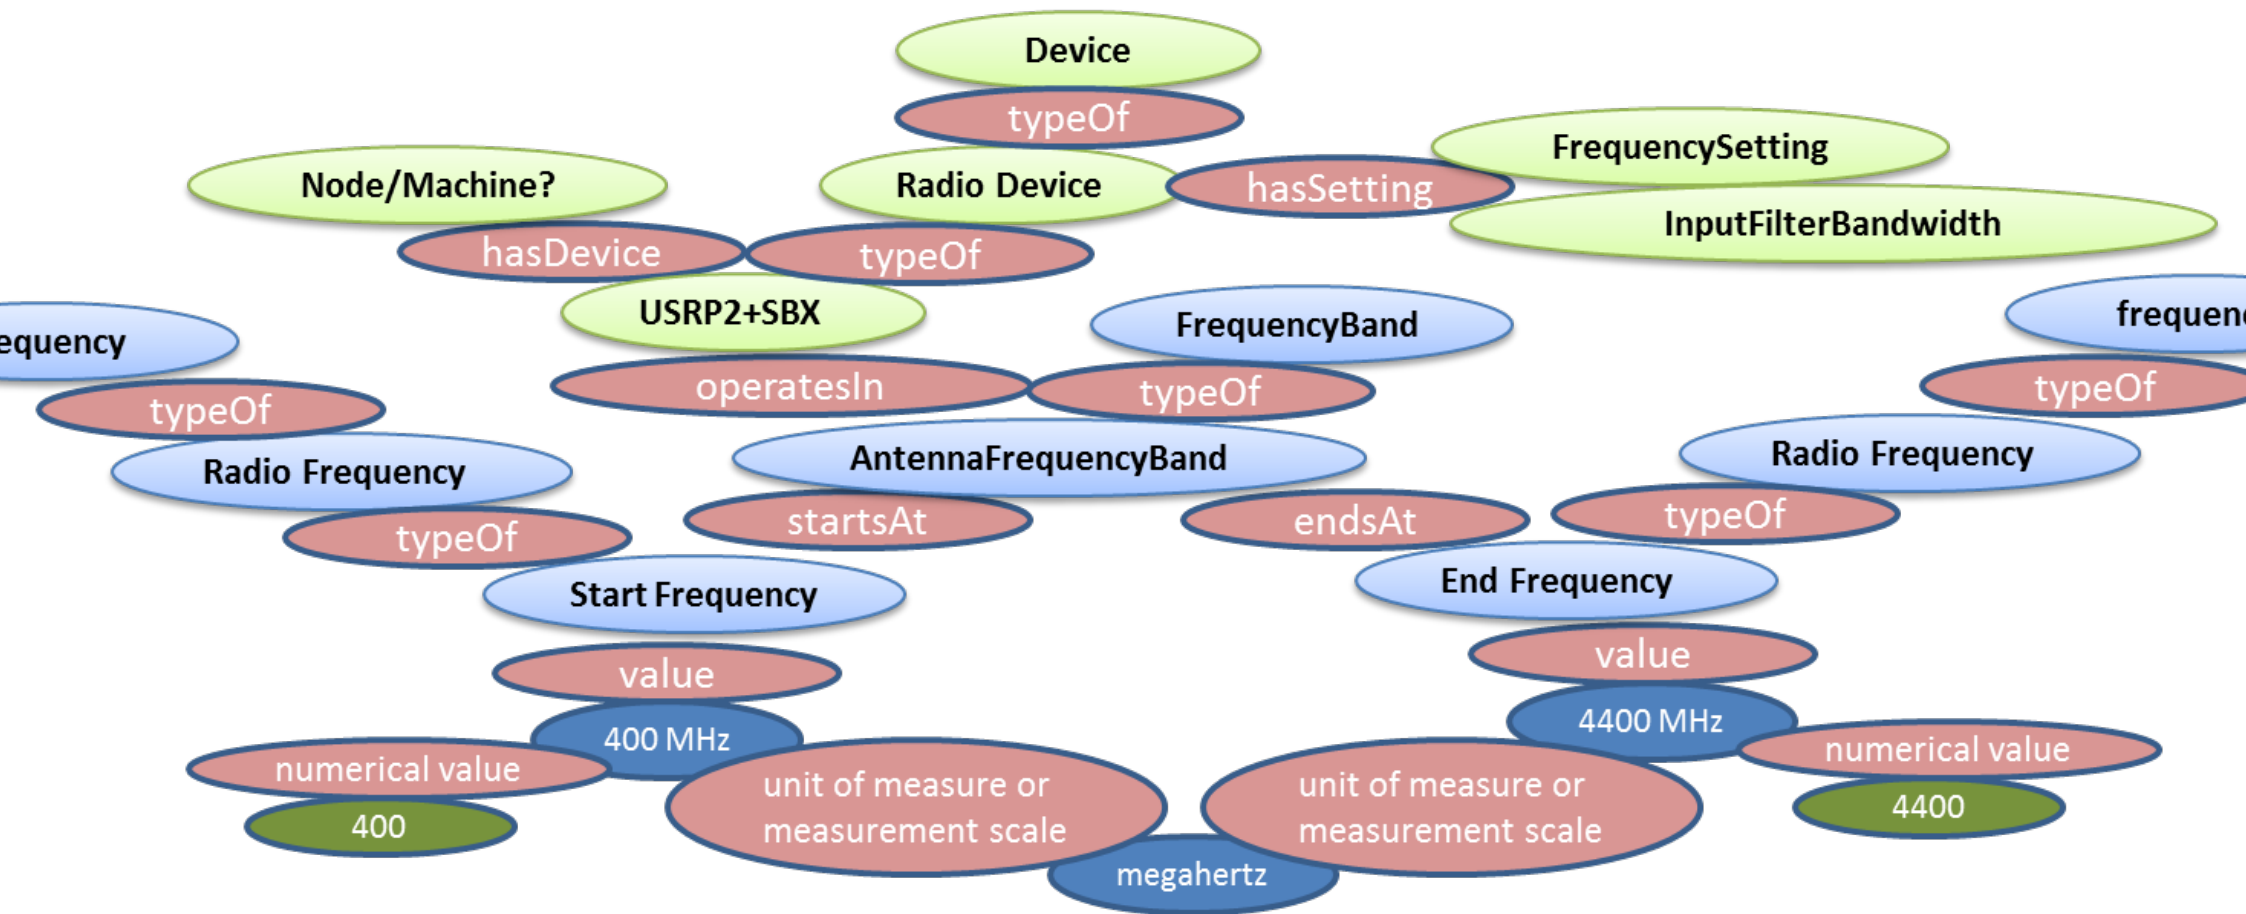 Device
typeOf
FrequencySetting
Node/Machine?
Radio Device
hasSetting
InputFilterBandwidth
hasDevice
typeOf
USRP2+SBX
FrequencyBand
frequenc
equency
operatesIn
typeOf
typeOf
typeOf
Radio Frequency
AntennaFrequencyBand
Radio Frequency
typeOf
startsAt
endsAt
typeOf
Start Frequency
End Frequency
value
value
400 MHz
4400 MHz
numerical value
unit of measure or
measurement scale
unit of measure or
measurement scale
numerical value
400
4400
megahertz